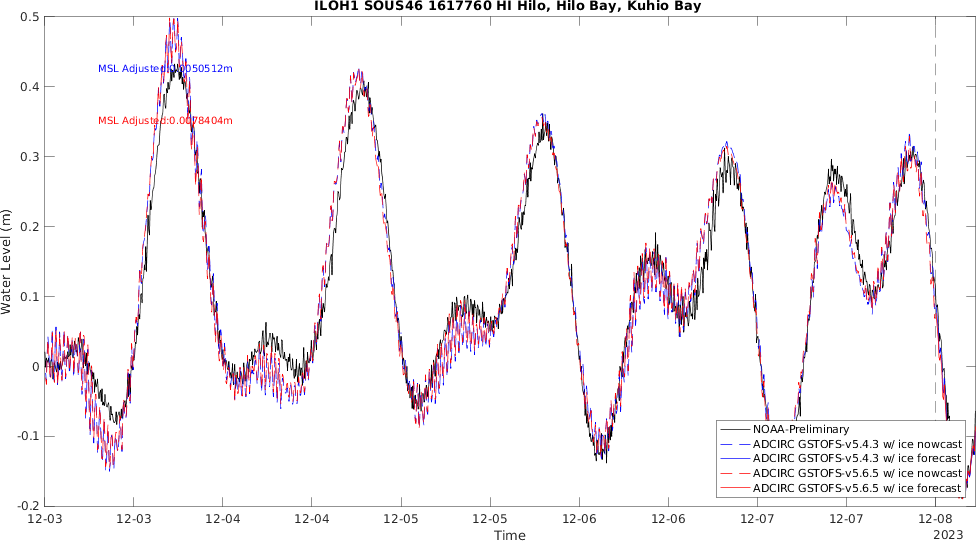 ILOH1 SOUS46 1617760 HI Hilo, Hilo Bay, Kuhio Bay
0.5
MSL Adjusted:0.0050512m
0.4
MSL Adjusted:0.0078404m
0.3
0.2
Water Level (m)
0.1
0
-0.1
NOAA-Preliminary
ADCIRC GSTOFS-v5.4.3 w/ ice nowcast
ADCIRC GSTOFS-v5.4.3 w/ ice forecast
ADCIRC GSTOFS-v5.6.5 w/ ice nowcast
ADCIRC GSTOFS-v5.6.5 w/ ice forecast
-0.2
12-03 12-03 12-04 12-04 12-05 12-05 12-06 12-06 12-07 12-07 12-08
Time 2023